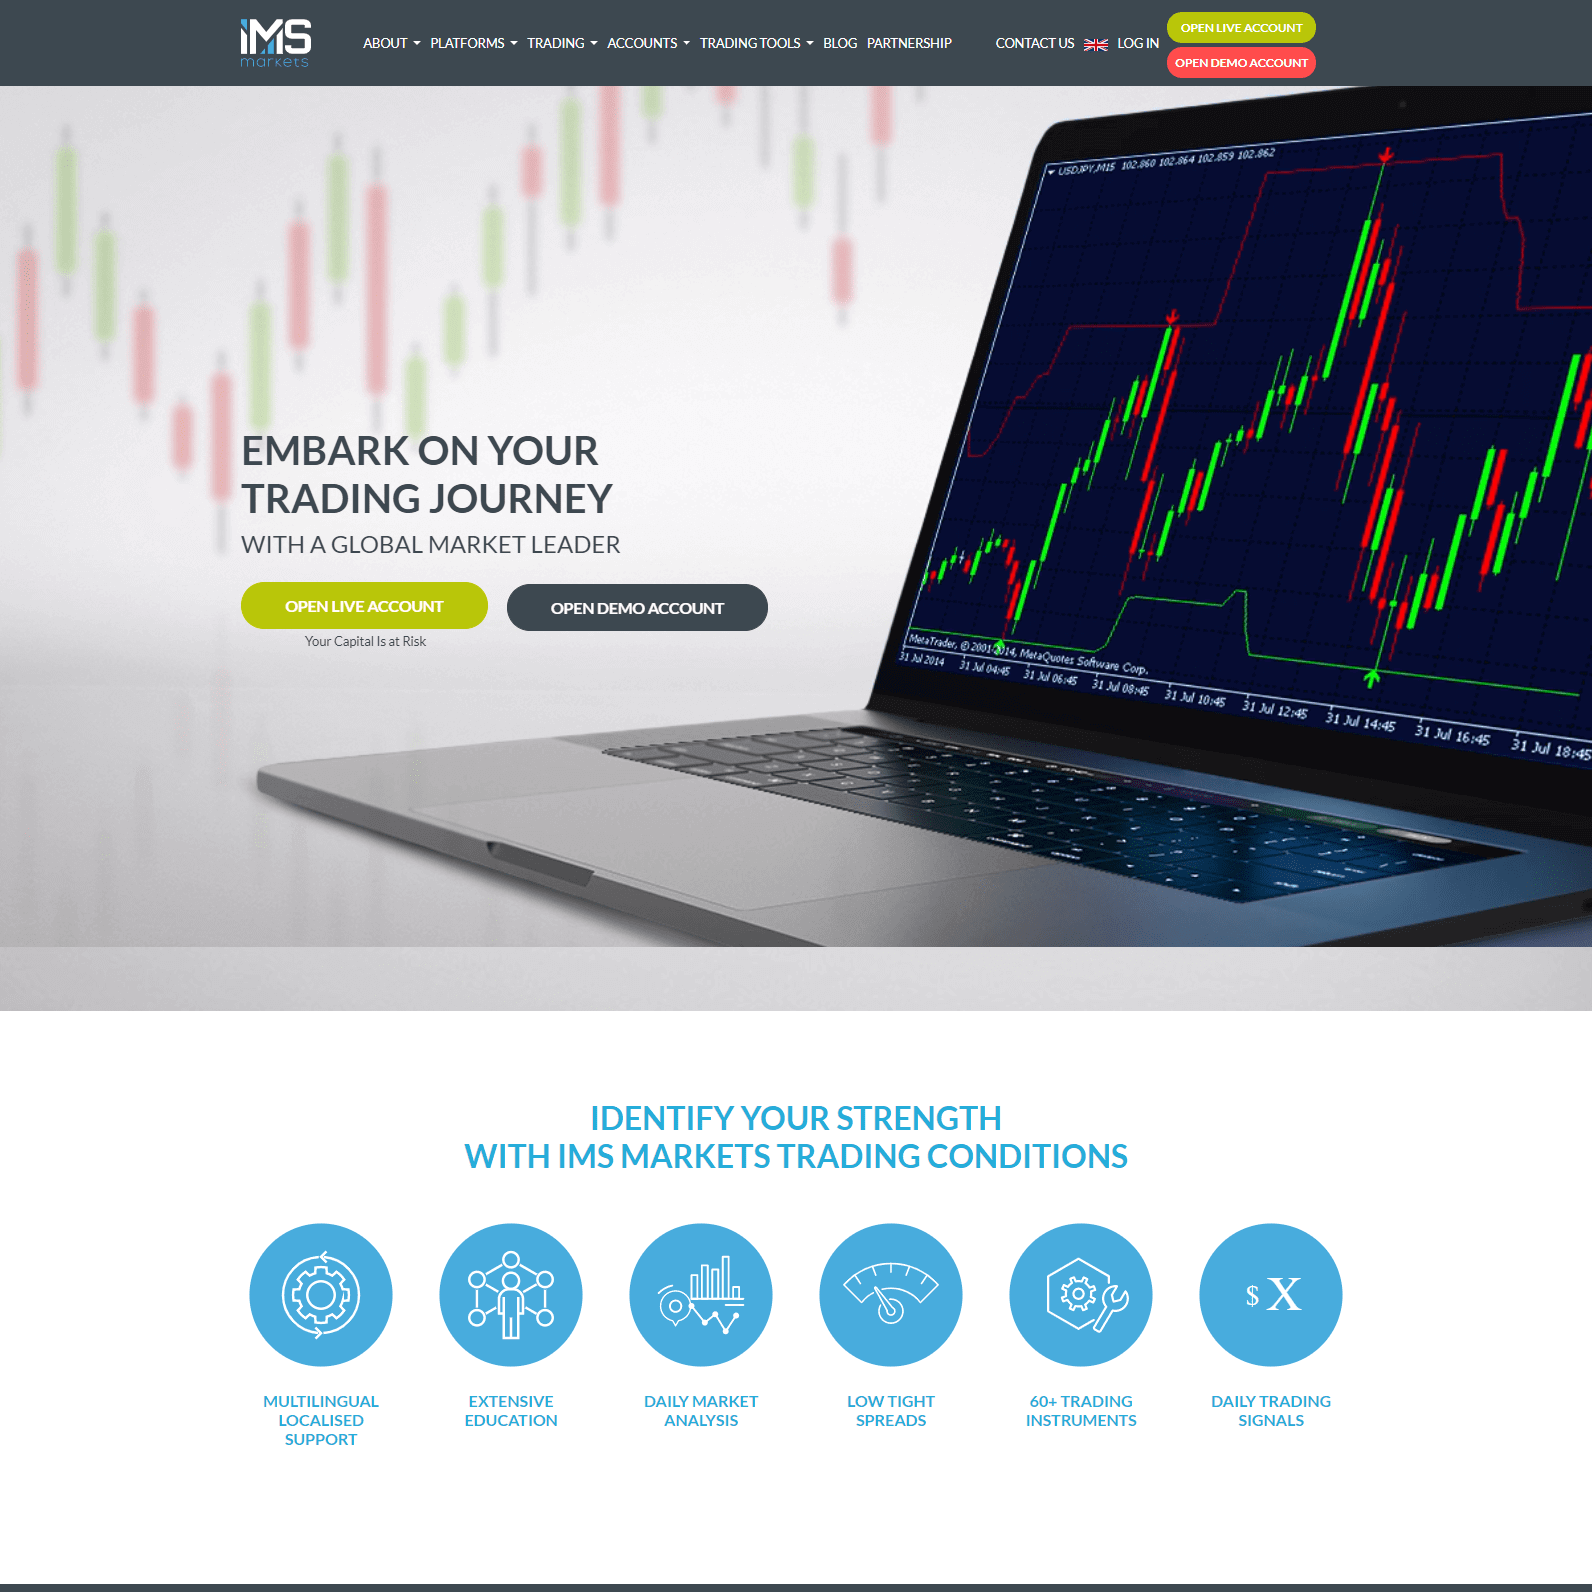 IMS
markets
ABOUT
PLATFORMS
TRADING
ACCOUNTS
TRADING TOOLS
BLOG
PARTNERSHIP
CONTACT US
LOG IN
OPEN LIVE ACCOUNT
OPEN DEMO ACCOUNT
USDJPY,M15 102.860 102.864 102.859 102.862
EMBARK ON YOUR
TRADING JOURNEY
WITH A GLOBAL MARKET LEADER
OPEN LIVE ACCOUNT
OPEN DEMO ACCOUNT
Your Capital Is at Risk
MetaTrader, © 2001-2014, MetaQuotes Software Corp.
31 Jul 2014 31 Jul 04:45 31 Jul 06:45 31 Jul 08:45 31 Jul 10:45 31 Jul 12:45 31 Jul 14:45 31 Jul 16:45 31 Jul 18:45
IDENTIFY YOUR STRENGTH
WITH IMS MARKETS TRADING CONDITIONS
$ X
MULTILINGUAL
LOCALISED
SUPPORT
EXTENSIVE
EDUCATION
DAILY MARKET
ANALYSIS
LOW TIGHT
SPREADS
60+ TRADING
INSTRUMENTS
DAILY TRADING
SIGNALS